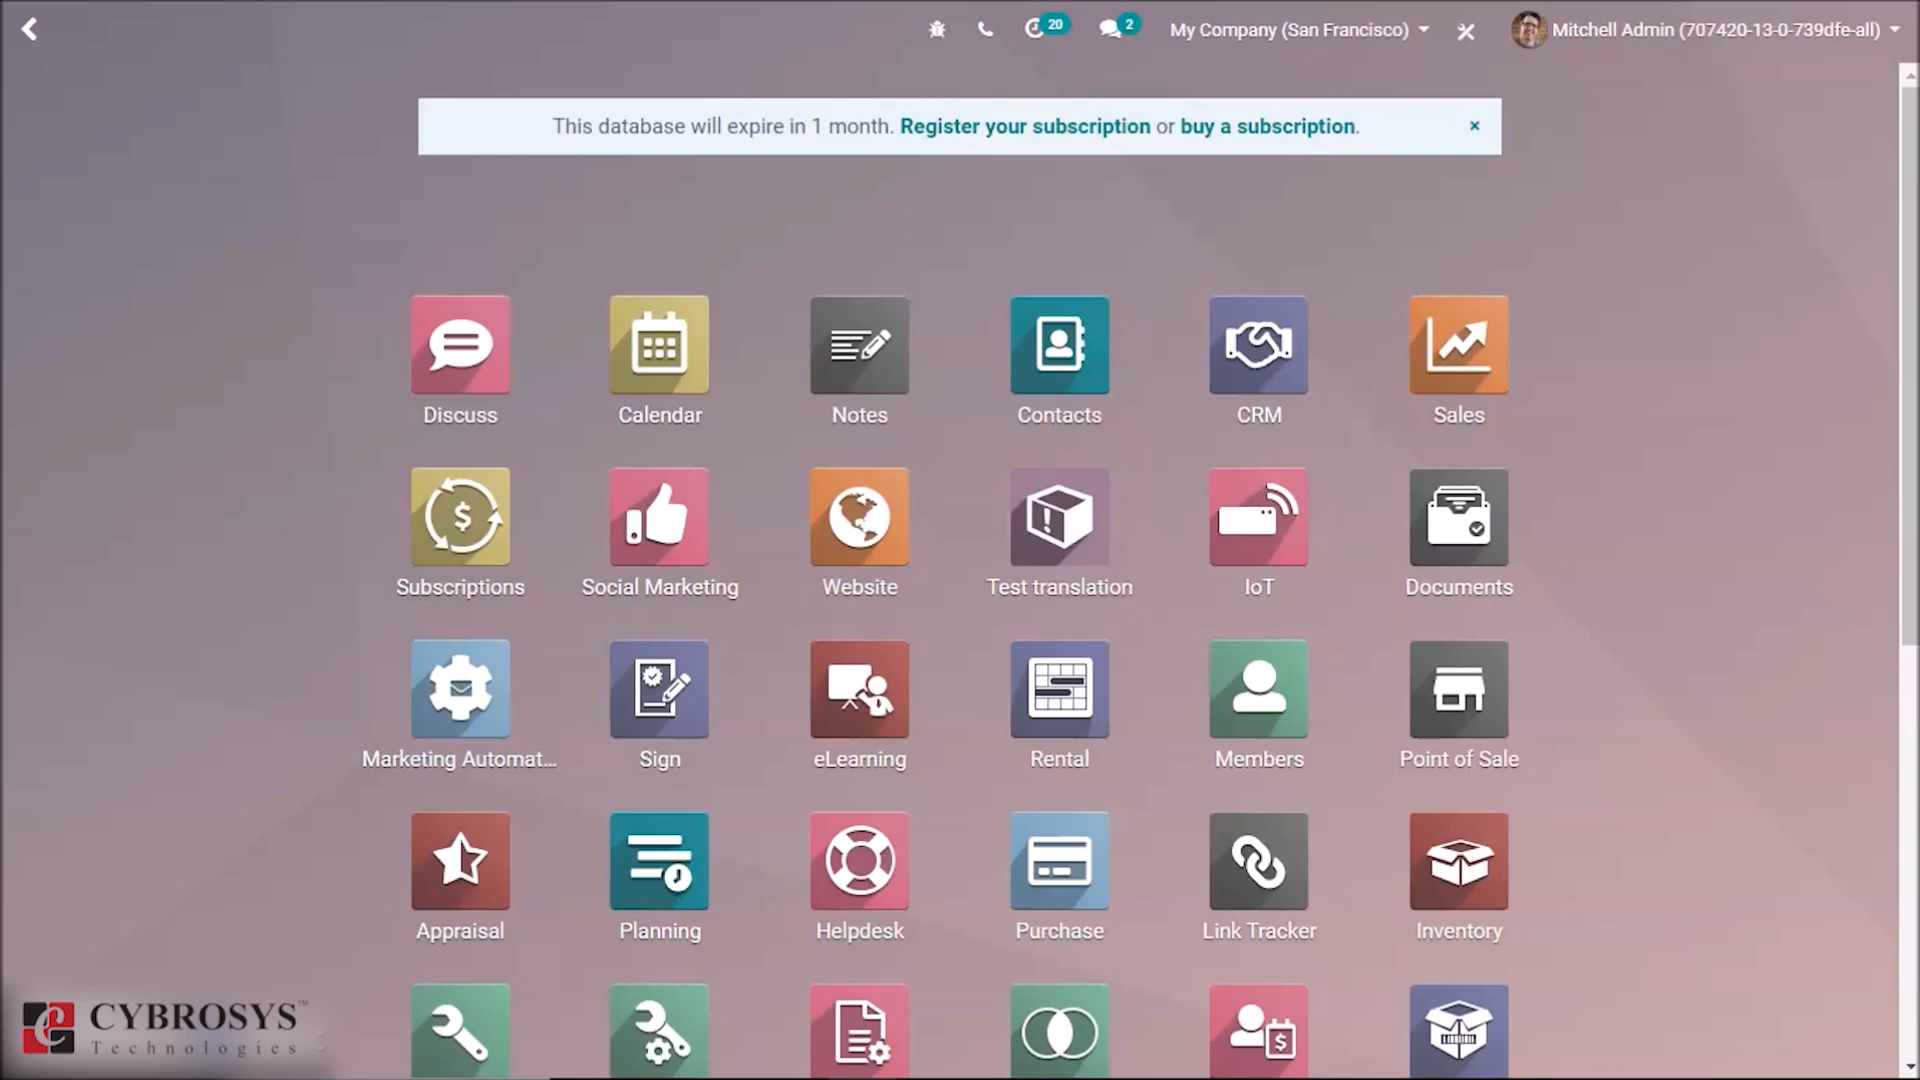 20
2
My Company (San Francisco)
Mitchell Admin (707420-13-0-739dfe-all)
This database will expire in 1 month. Register your subscription or buy a subscription.
Discuss
Calendar
Notes
Contacts
CRM
Sales
Subscriptions
Social Marketing
Website
Test translation
IoT
Documents
Marketing Automat...
Sign
eLearning
Rental
Members
Point of Sale
Appraisal
Planning
Helpdesk
Purchase
Link Tracker
Inventory
CYBROSYS™
Technologies